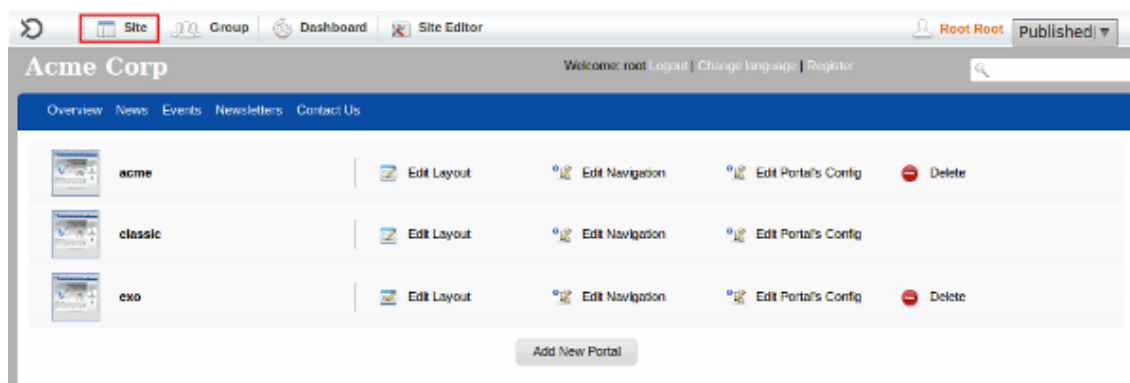 Site Group Dashboard Site Editor Root Root Published
Acme Corp Welcome: root Logout | Change language | Register
Overview News Events Newsletters Contact Us
acme Edit Layout Edit Navigation Edit Portal's Config Delete
classic Edit Layout Edit Navigation Edit Portal's Config
exo Edit Layout Edit Navigation Edit Portal's Config Delete
Add New Portal